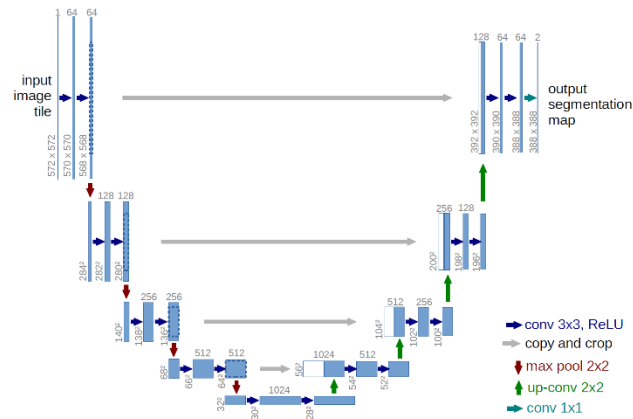 1 64 64
input
image
tile
572 x 572
570 x 570
568 x 568
128 64 64 2
output
segmentation
map
392 x 392
390 x 390
388 x 388
388 x 388
128 128
284²
282²
280²
256 128
200²
198²
196²
256 256
140²
138²
136²
512 256
104²
102²
100²
512 512
68²
66²
64²
1024 512
56²
54²
52²
1024
32²
30²
28²
conv 3x3, ReLU
copy and crop
max pool 2x2
up-conv 2x2
conv 1x1